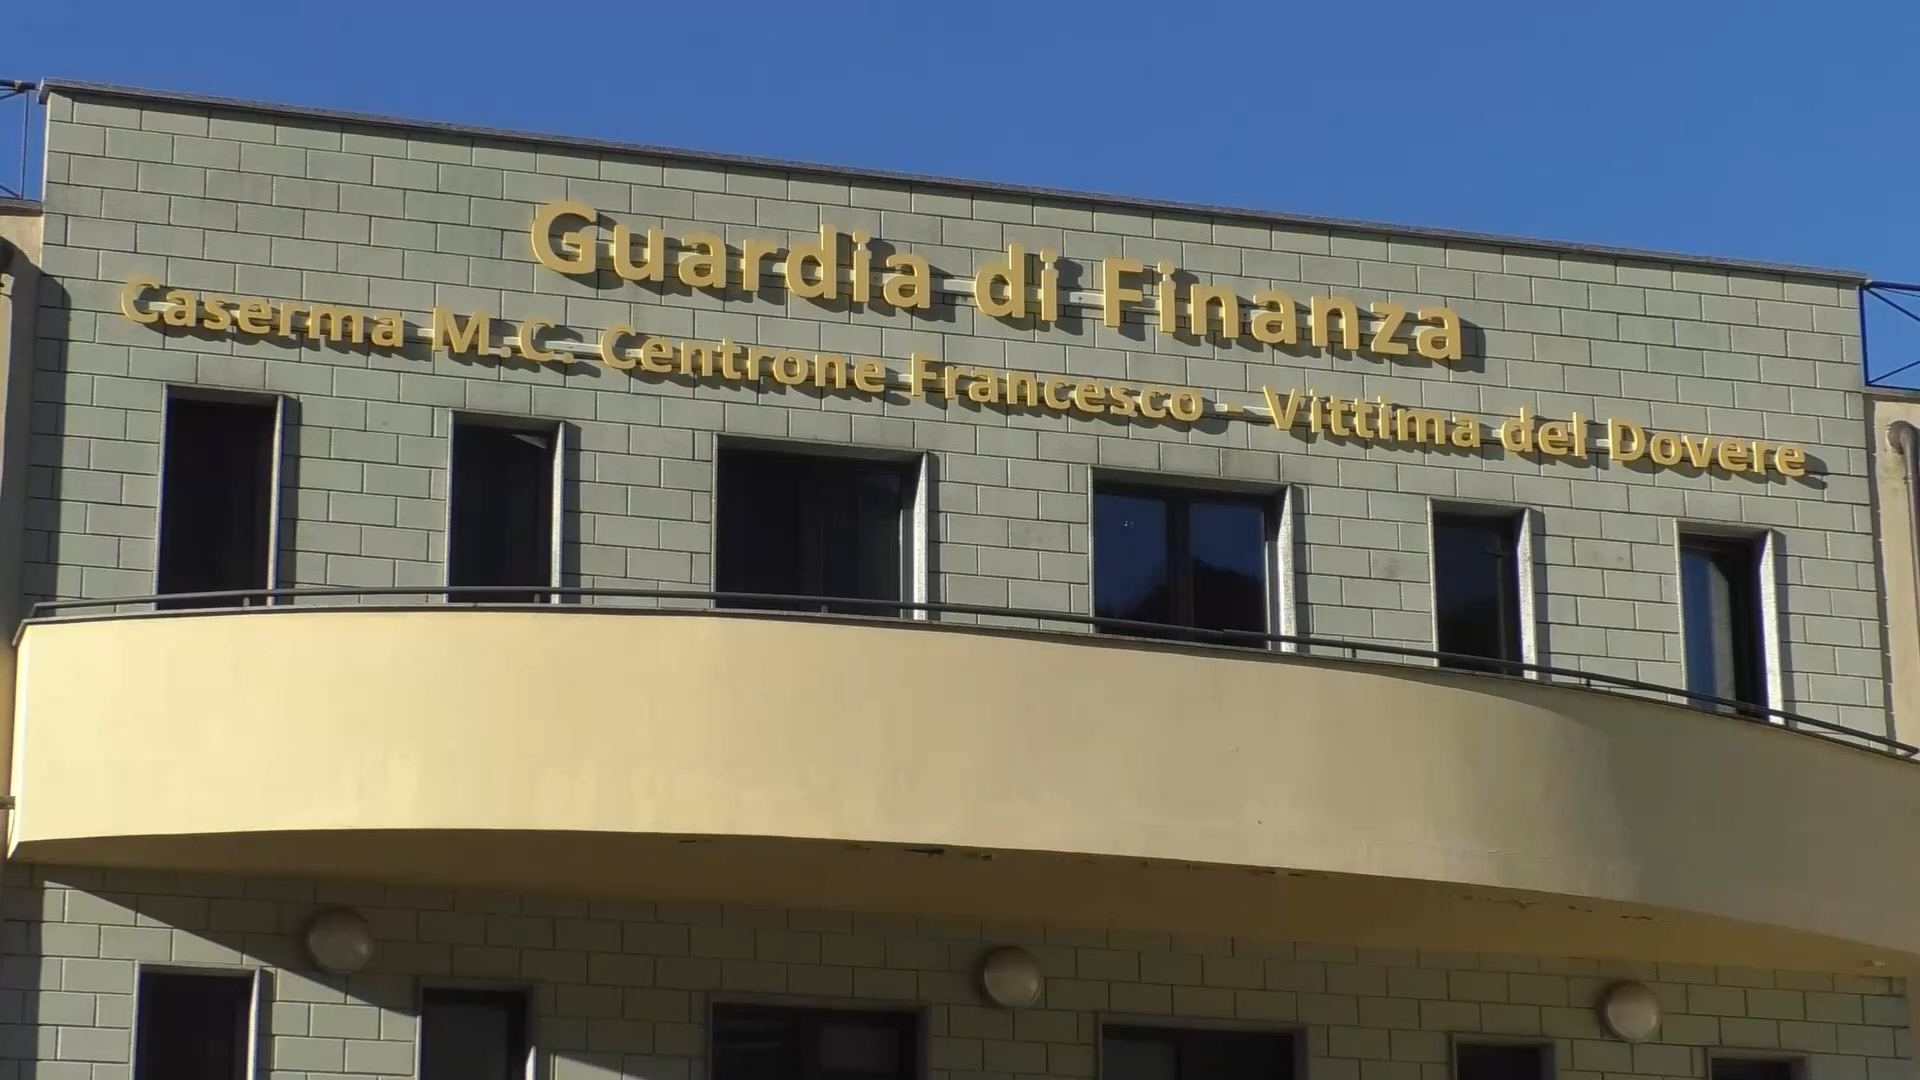 Guardia di Finanza
Caserma M.C. Centrone Francesco - Vittima del Dovere